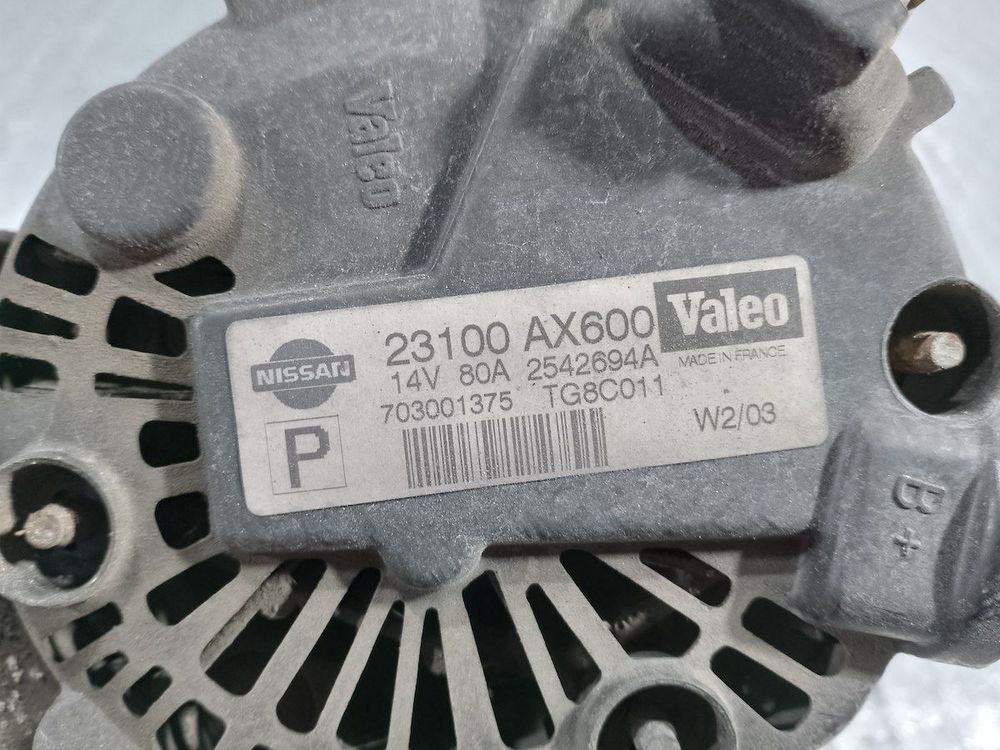 Valeo
NISSAN
23100 AX600
Valeo
14V 80A 2542694A
MADE IN FRANCE
703001375 TG8C011
P
W2/03
B+